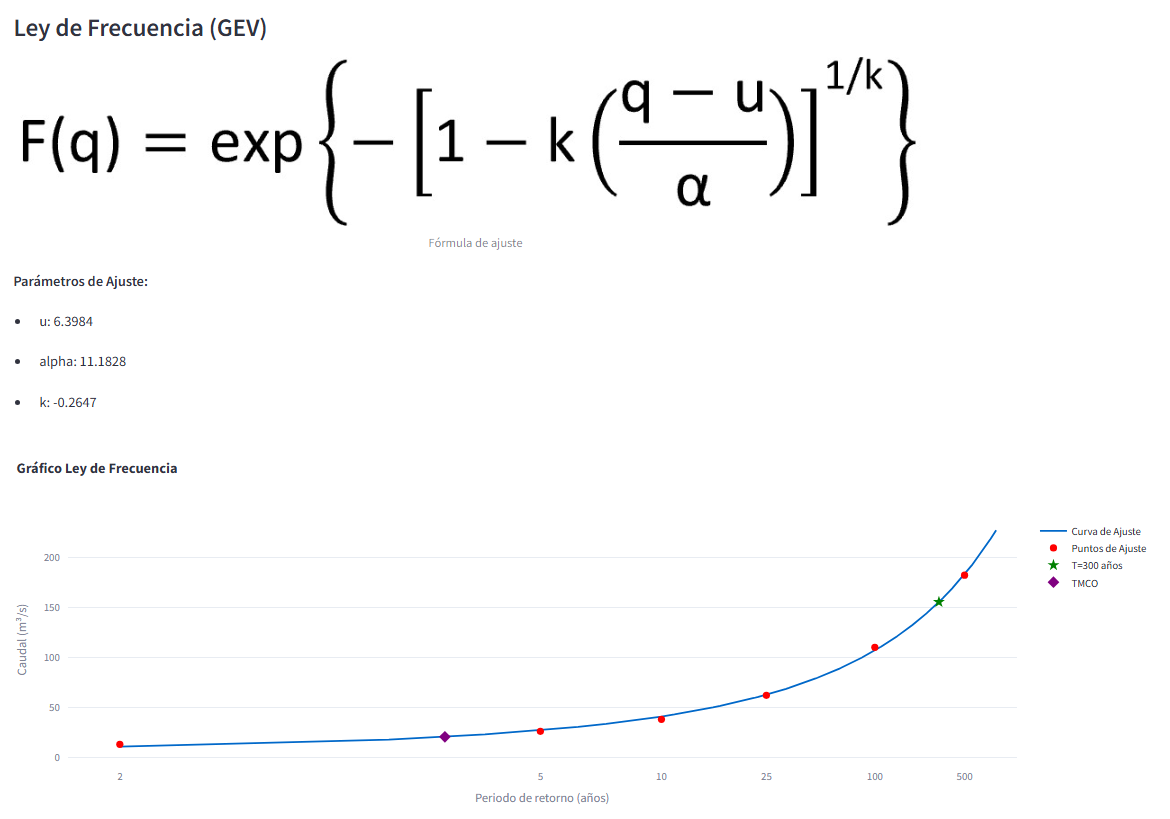 Ley de Frecuencia (GEV)
F(q) = exp{−[1 − k((q − u)/α)]^1/k}
Fórmula de ajuste
Parámetros de Ajuste:
• u: 6.3984
• alpha: 11.1828
• k: -0.2647
Gráfico Ley de Frecuencia
Curva de Ajuste
Puntos de Ajuste
T=300 años
TMCO
Caudal (m³/s)
200
150
100
50
0
2 5 10 25 100 500
Periodo de retorno (años)